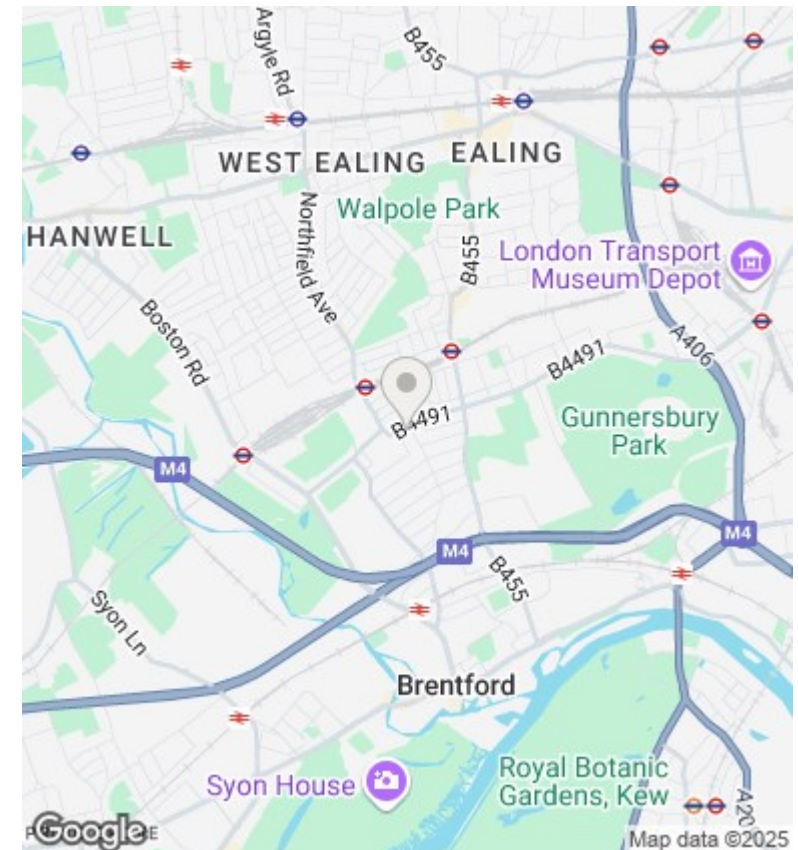 Argyle Rd
B455
WEST EALING
EALING
Walpole Park
HANWELL
Northfield Ave
B455
London Transport
Museum Depot
Boston Rd
A406
B4491
B4491
Gunnersbury
Park
M4
M4
M4
B455
Syon Ln
Brentford
Syon House
Royal Botanic
Gardens, Kew
Google
Map data ©2025